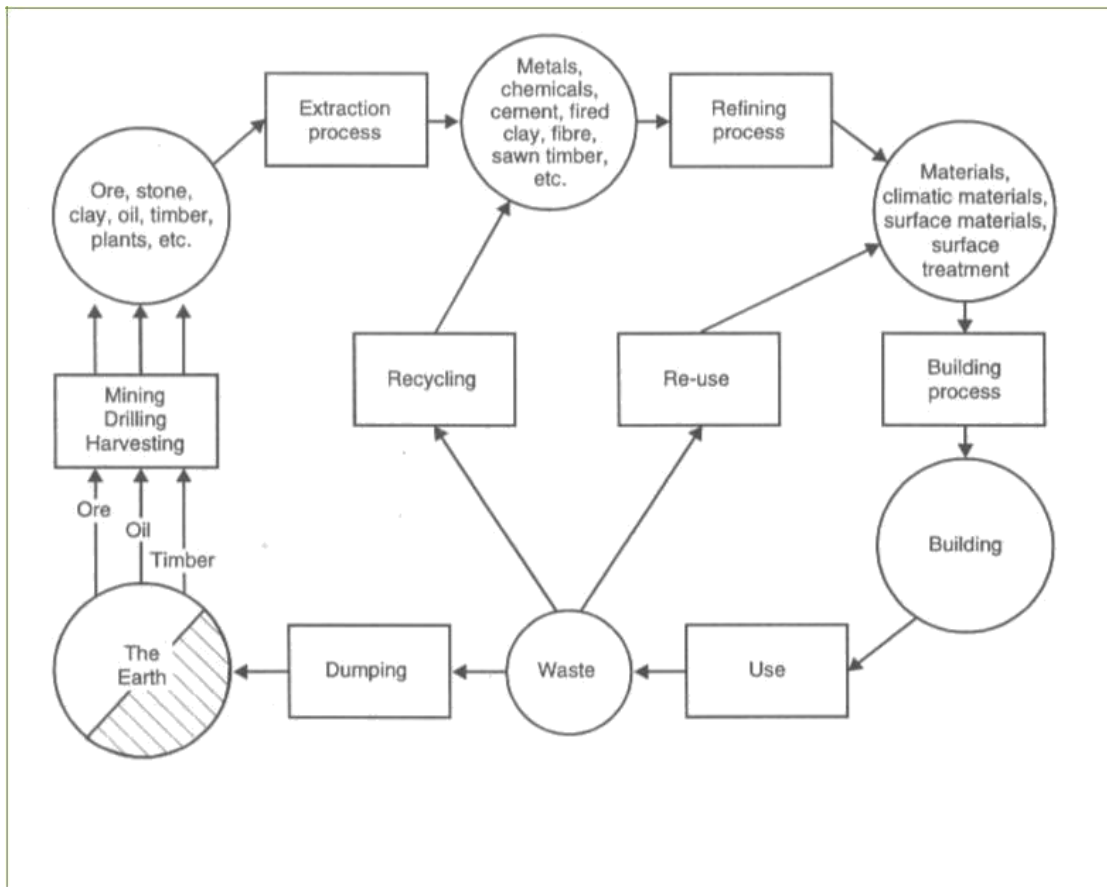 Metals,
chemicals,
cement, fired
clay, fibre,
sawn timber,
etc.
Extraction
process
Refining
process
Ore, stone,
clay, oil, timber,
plants, etc.
Materials,
climatic materials,
surface materials,
surface
treatment
Mining
Drilling
Harvesting
Recycling
Re-use
Building
process
Ore
Oil
Timber
Building
The
Earth
Dumping
Waste
Use